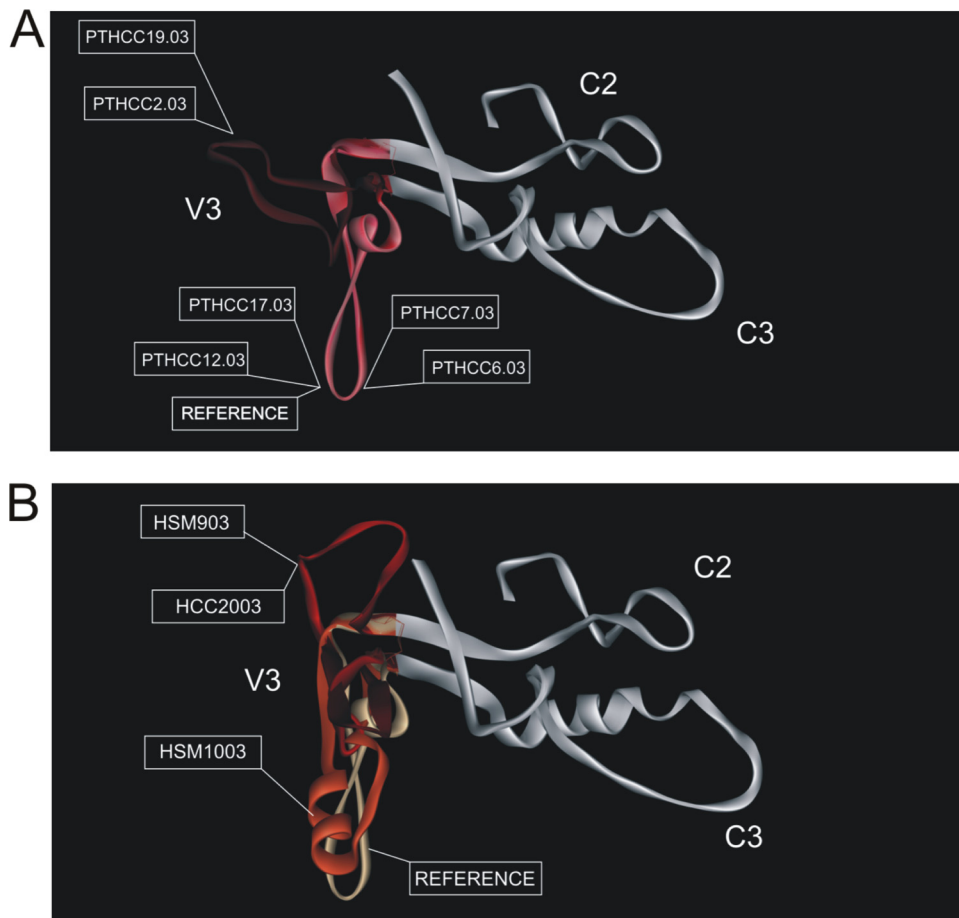 A
PTHCC19.03
PTHCC2.03
C2
V3
PTHCC17.03
PTHCC7.03
PTHCC12.03
PTHCC6.03
REFERENCE
C3
B
HSM903
HCC2003
C2
V3
HSM1003
C3
REFERENCE